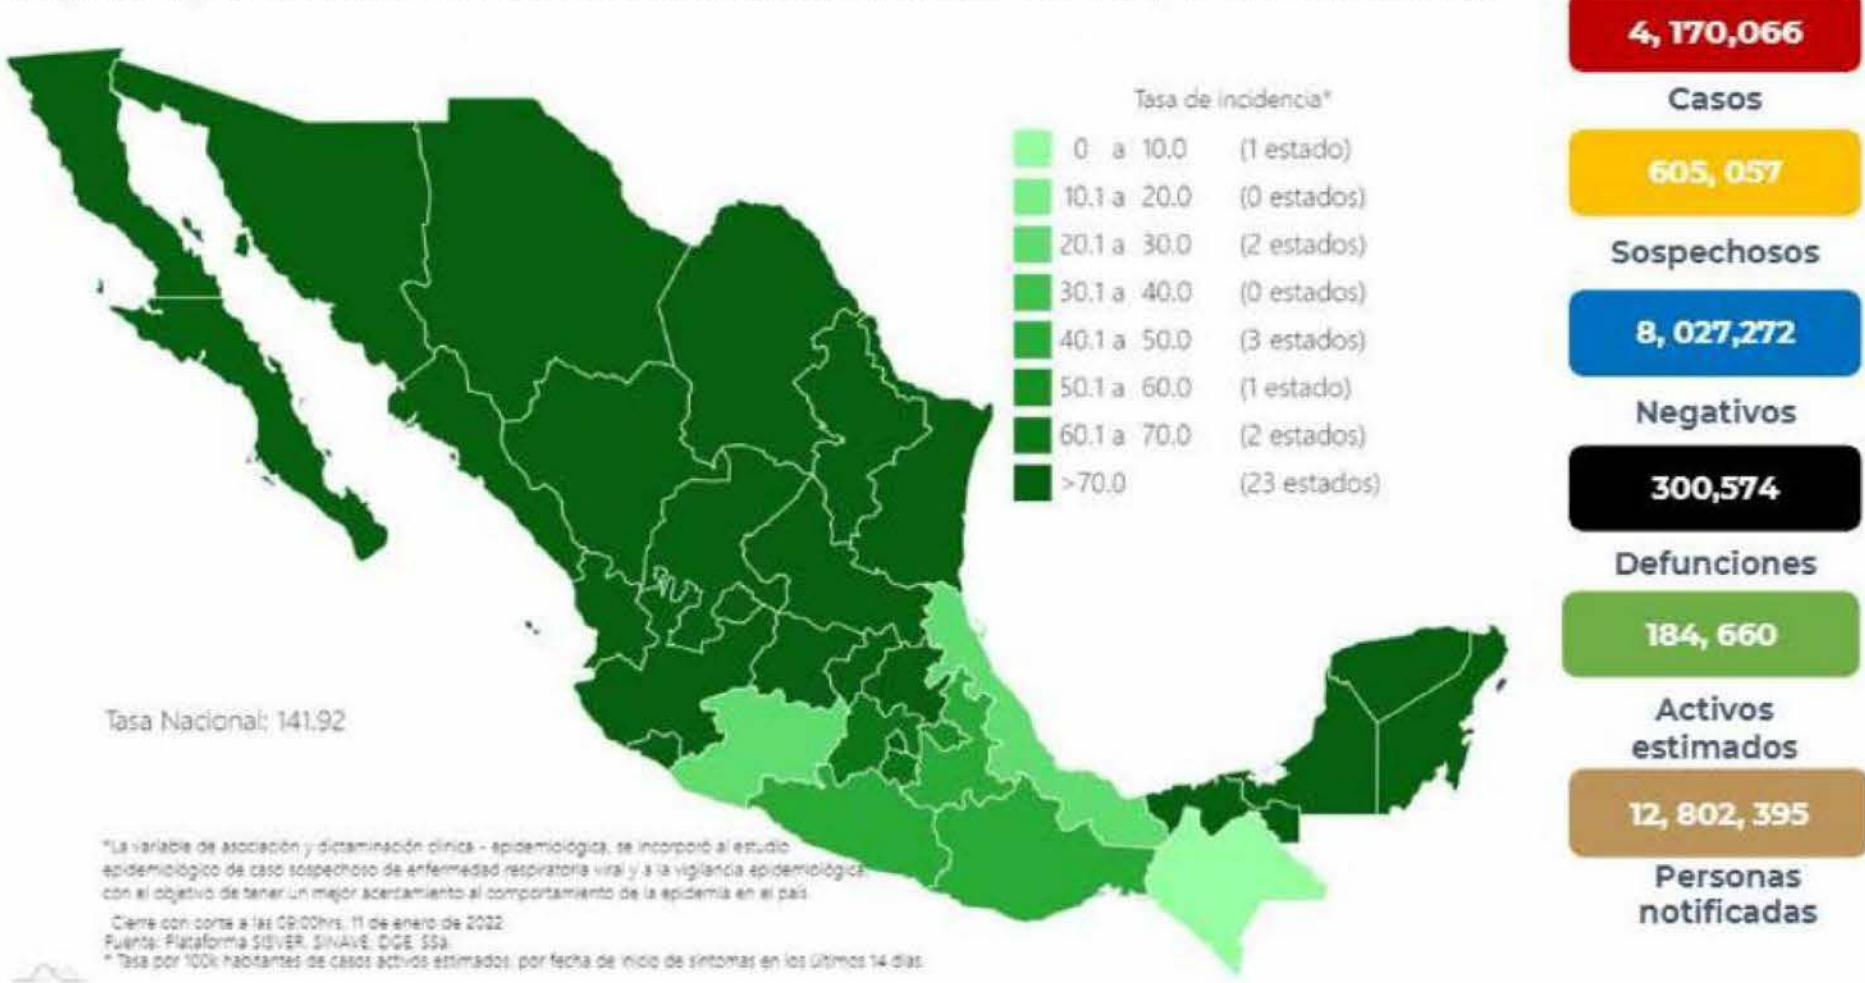 4, 170,066
Casos
605, 057
Sospechosos
8, 027,272
Negativos
300,574
Defunciones
184, 660
Activos
estimados
12, 802, 395
Personas
notificadas
Tasa de incidencia*
0 a 10.0 (1 estado)
10.1 a 20.0 (0 estados)
20.1 a 30.0 (2 estados)
30.1 a 40.0 (0 estados)
40.1 a 50.0 (3 estados)
50.1 a 60.0 (1 estado)
60.1 a 70.0 (2 estados)
>70.0 (23 estados)
Tasa Nacional: 141.92
*La variable de asociación y dictaminación clínica - epidemiológica, se incorporó al estudio
epidemiológico de caso sospechoso de enfermedad respiratoria viral y a la vigilancia epidemiológica,
con el objetivo de tener un mejor acercamiento al comportamiento de la epidemia en el país
Cierre con corte a las 09:00hrs, 11 de enero de 2022
Fuente: Plataforma SISVER, SINAVE, DGE, SSa.
* Tasa por 100k habitantes de casos activos estimados, por fecha de inicio de síntomas en los últimos 14 días